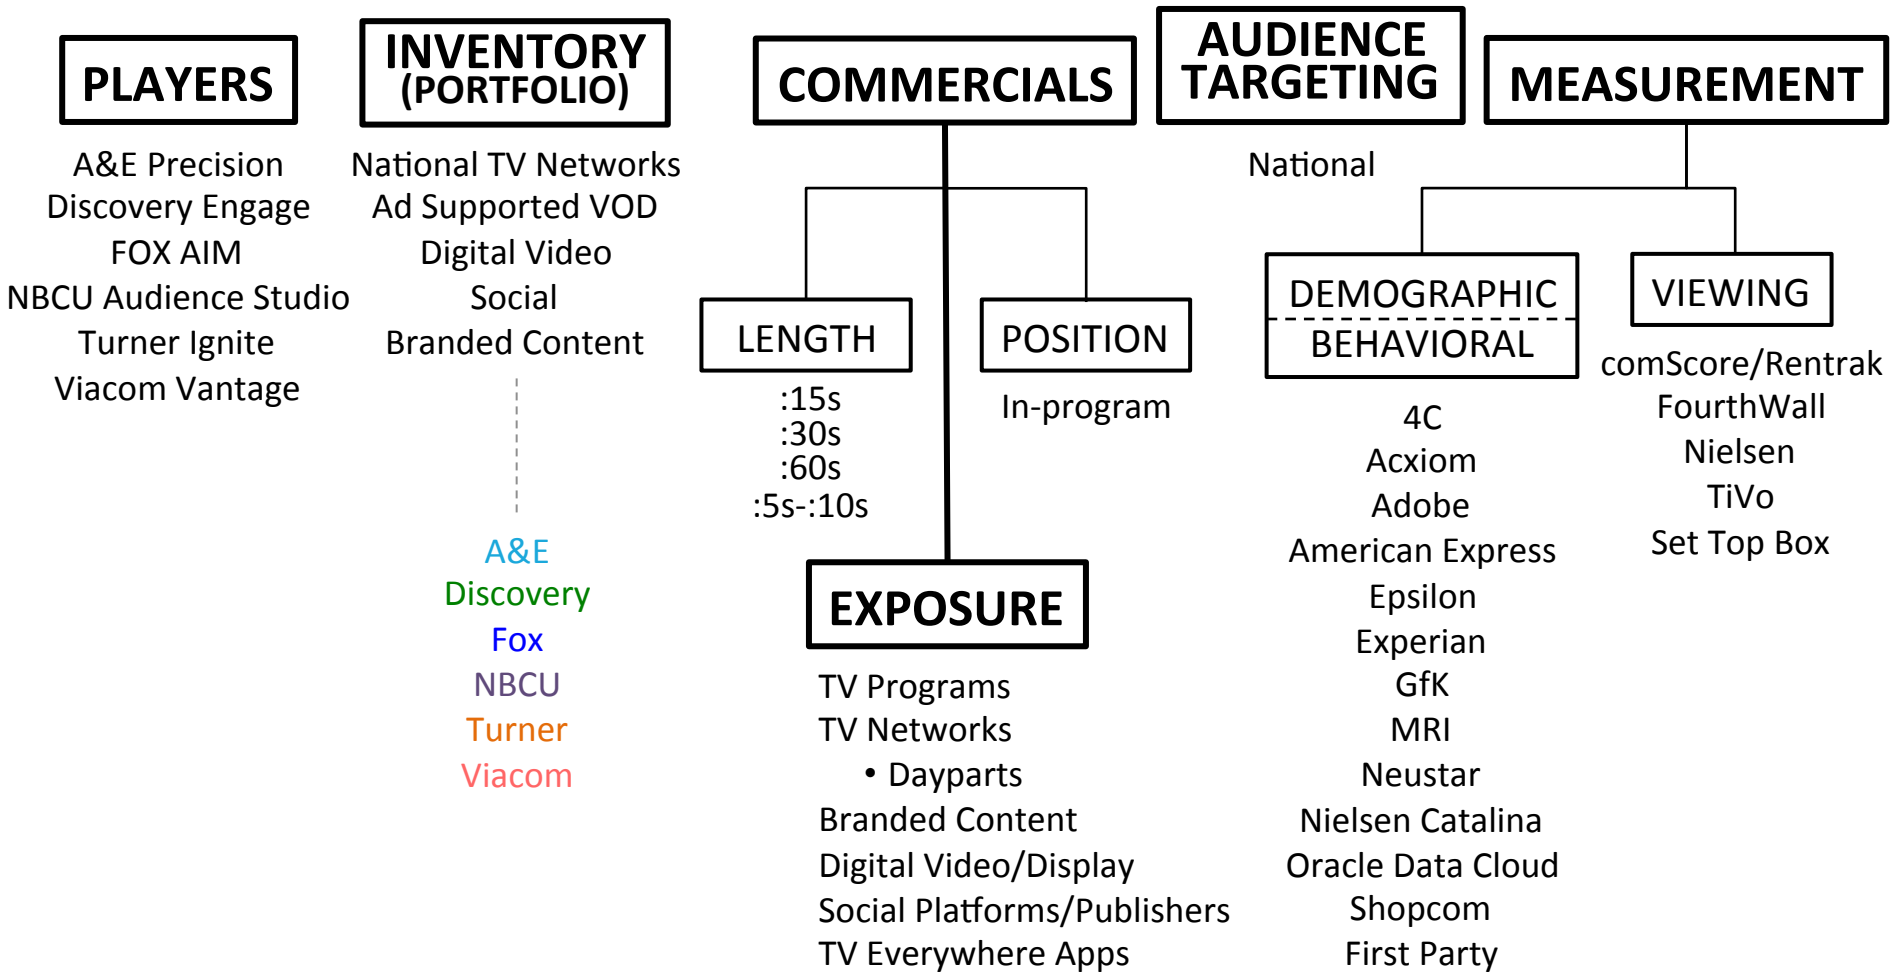 PLAYERS
A&E Precision
Discovery Engage
FOX AIM
NBCU Audience Studio
Turner Ignite
Viacom Vantage
INVENTORY
(PORTFOLIO)
National TV Networks
Ad Supported VOD
Digital Video
Social
Branded Content
A&E
Discovery
Fox
NBCU
Turner
Viacom
COMMERCIALS
LENGTH
:15s
:30s
:60s
:5s-:10s
POSITION
In-program
EXPOSURE
TV Programs
TV Networks
• Dayparts
Branded Content
Digital Video/Display
Social Platforms/Publishers
TV Everywhere Apps
AUDIENCE
TARGETING
National
MEASUREMENT
DEMOGRAPHIC
BEHAVIORAL
4C
Acxiom
Adobe
American Express
Epsilon
Experian
GfK
MRI
Neustar
Nielsen Catalina
Oracle Data Cloud
Shopcom
First Party
VIEWING
comScore/Rentrak
FourthWall
Nielsen
TiVo
Set Top Box